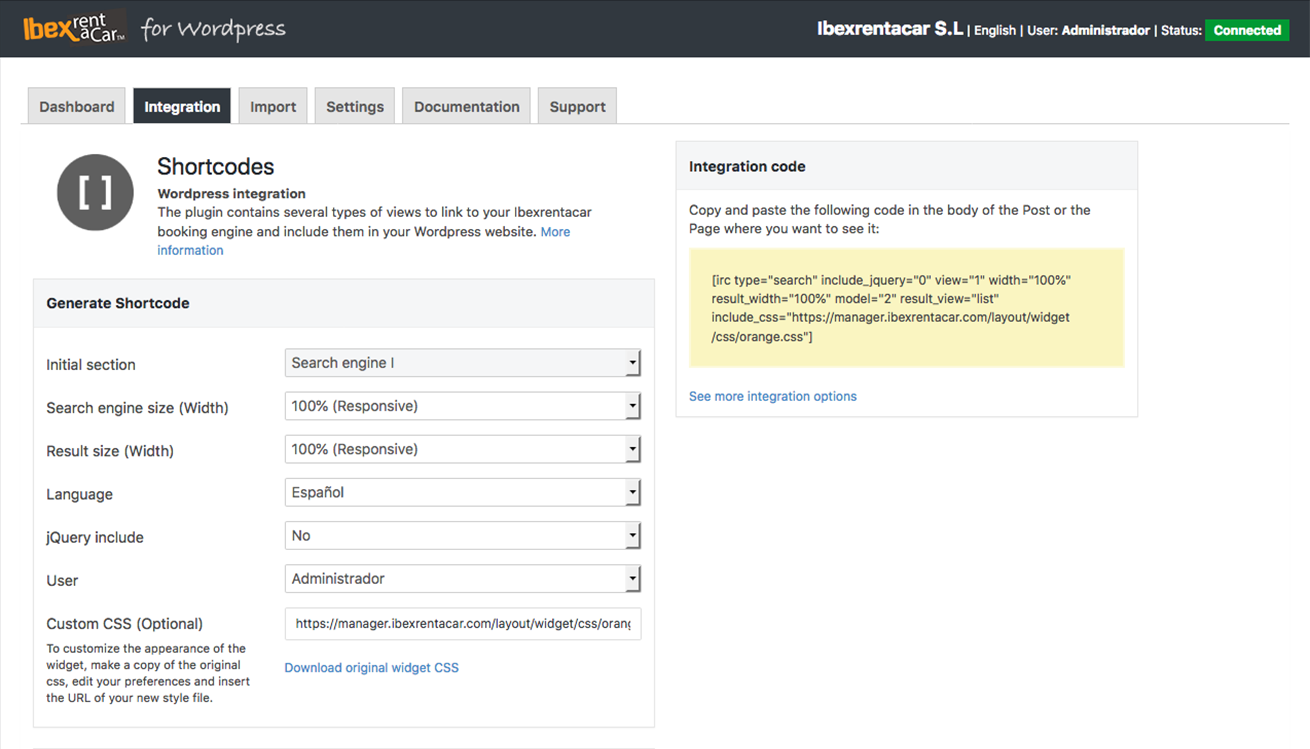 Ibexrent aCar™ for Wordpress
Ibexrentacar S.L | English | User: Administrador | Status: Connected
Dashboard Integration Import Settings Documentation Support
[ ]
Shortcodes
Wordpress integration
The plugin contains several types of views to link to your Ibexrentacar
booking engine and include them in your Wordpress website. More
information
Generate Shortcode
Initial section
Search engine I
Search engine size (Width)
100% (Responsive)
Result size (Width)
100% (Responsive)
Language
Español
jQuery include
No
User
Administrador
Custom CSS (Optional)
https://manager.ibexrentacar.com/layout/widget/css/orang
To customize the appearance of the
widget, make a copy of the original
css, edit your preferences and insert
the URL of your new style file.
Download original widget CSS
Integration code
Copy and paste the following code in the body of the Post or the
Page where you want to see it:
[irc type="search" include_jquery="0" view="1" width="100%"
result_width="100%" model="2" result_view="list"
include_css="https://manager.ibexrentacar.com/layout/widget
/css/orange.css"]
See more integration options